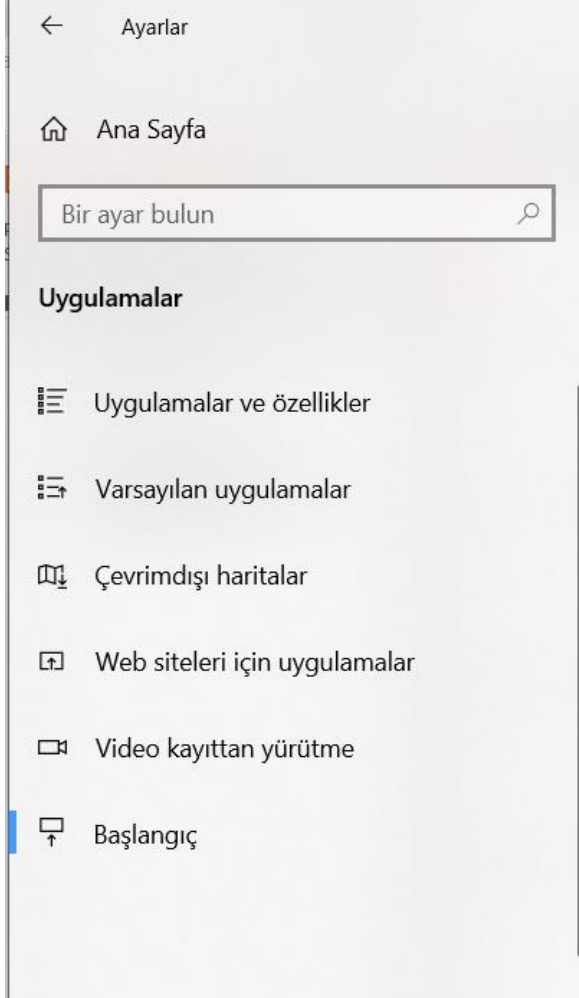 Ayarlar
Ana Sayfa
Bir ayar bulun
Uygulamalar
Uygulamalar ve özellikler
Varsayılan uygulamalar
Çevrimdışı haritalar
Web siteleri için uygulamalar
Video kayıttan yürütme
Başlangıç